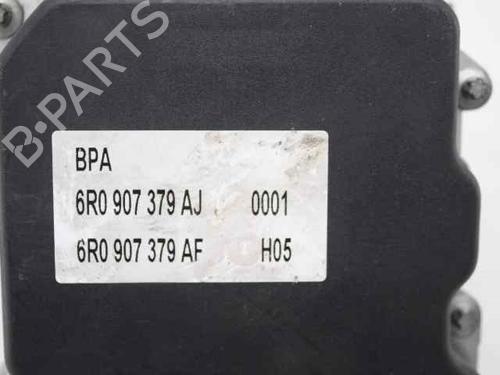 B-PARTS
BPA
6R0 907 379 AJ 0001
6R0 907 379 AF H05